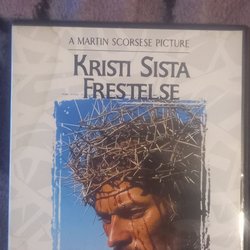 A MARTIN SCORSESE PICTURE
KRISTI SISTA
FRESTELSE